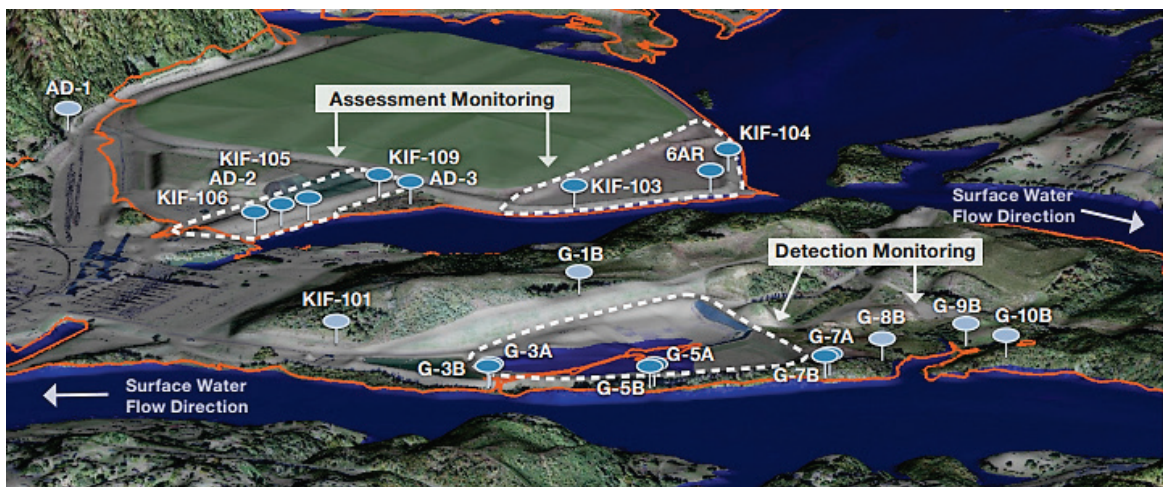 AD-1
Assessment Monitoring
KIF-104
KIF-105
KIF-109
6AR
AD-2
AD-3
KIF-103
KIF-106
Surface Water
Flow Direction
G-1B
Detection Monitoring
KIF-101
G-9B
G-8B
G-10B
G-3A
G-7A
G-3B
G-5A
G-5B
G-7B
Surface Water
Flow Direction